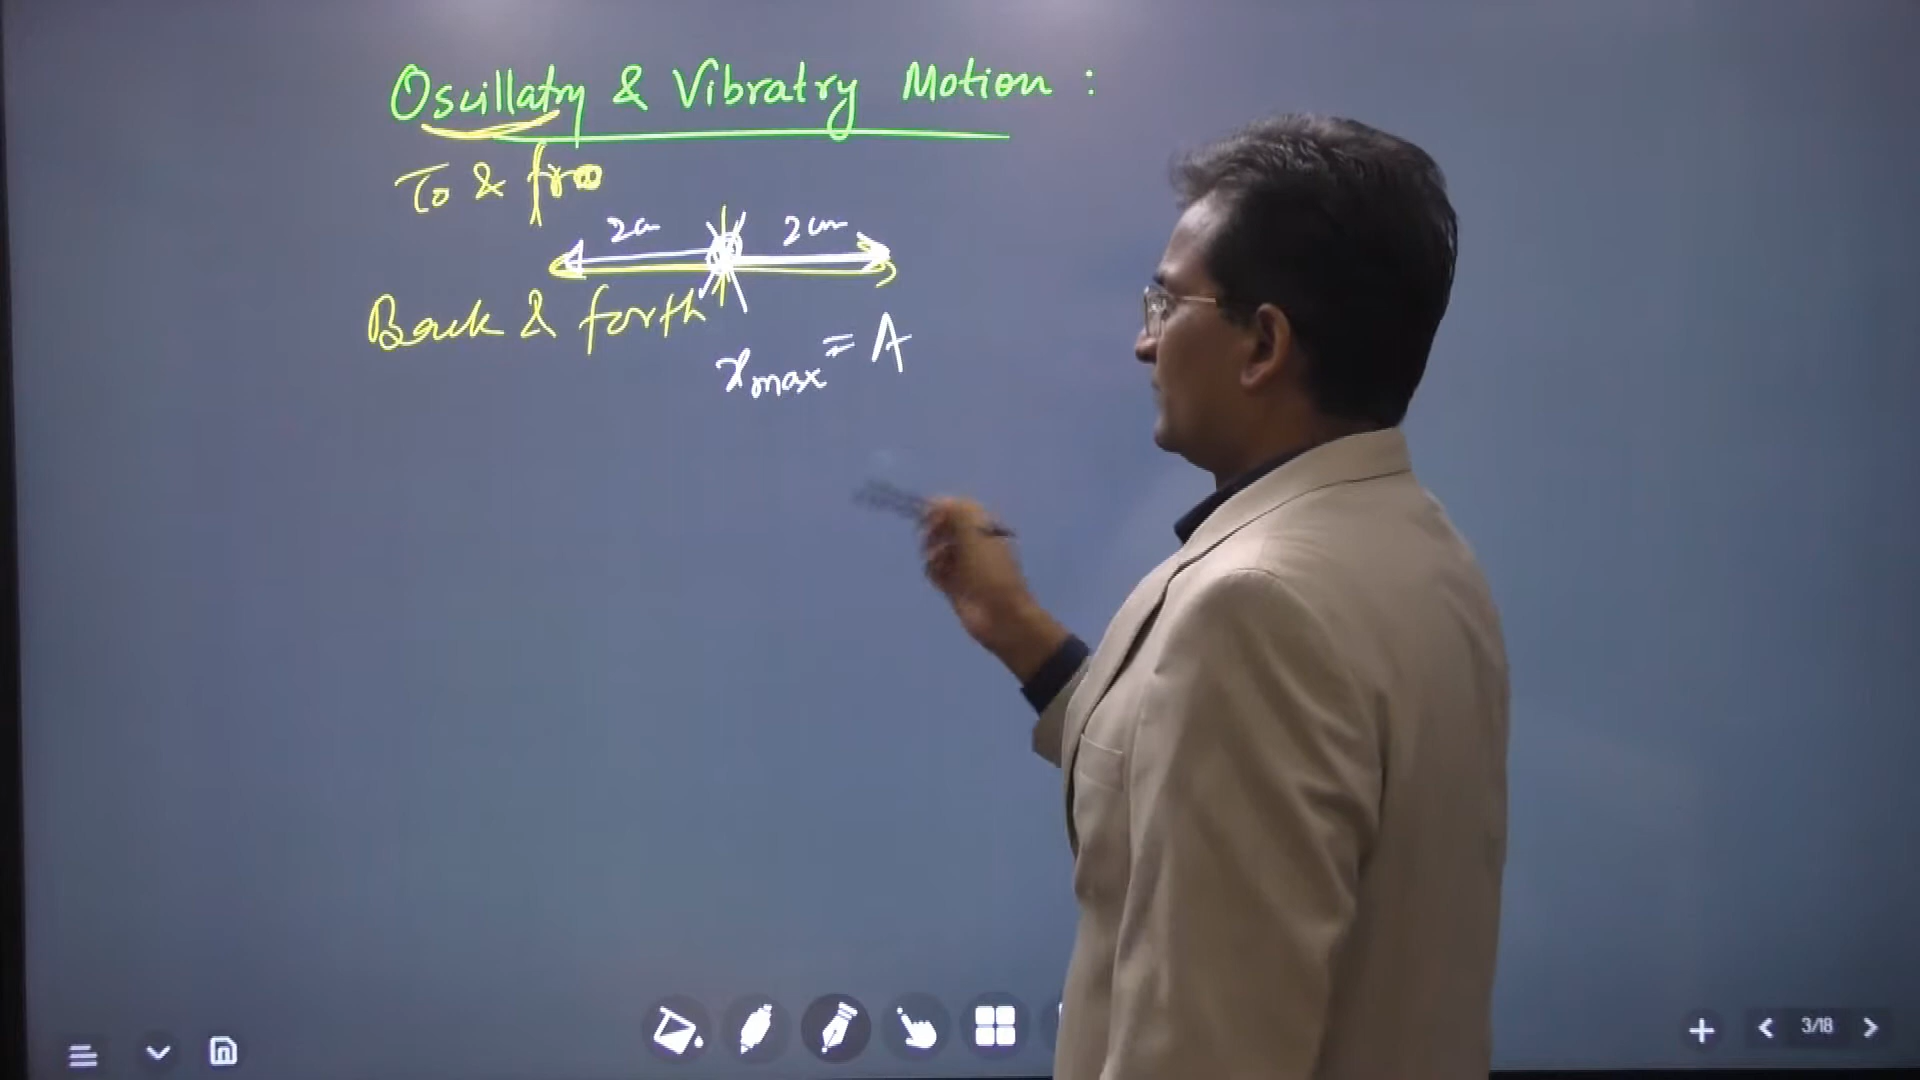 Oscillatry & Vibratry Motion :
To & fro
2cm 2cm
Back & forth
xmax = A
3/18